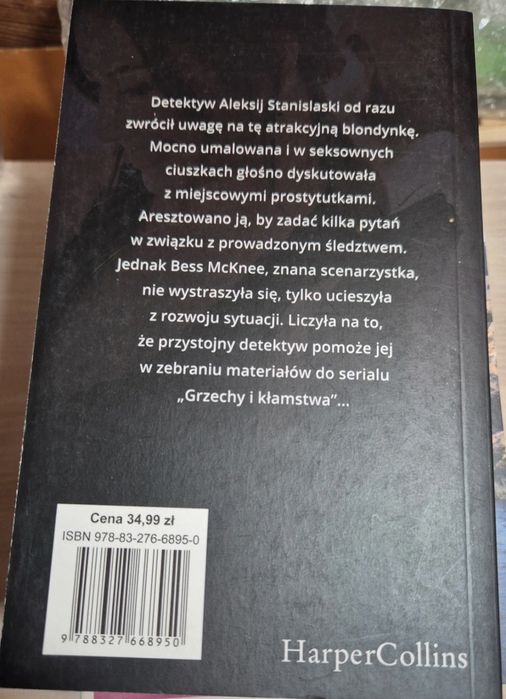 Detektyw Aleksij Stanislaski od razu
zwrócił uwagę na tę atrakcyjną blondynkę.
Mocno umalowana i w seksownych
ciuszkach głośno dyskutowała
z miejscowymi prostytutkami.
Aresztowano ją, by zadać kilka pytań
w związku z prowadzonym śledztwem.
Jednak Bess McKnee, znana scenarzystka,
nie wystraszyła się, tylko ucieszyła
z rozwoju sytuacji. Liczyła na to,
że przystojny detektyw pomoże jej
w zebraniu materiałów do serialu
„Grzechy i kłamstwa”...
Cena 34,99 zł
ISBN 978-83-276-6895-0
9 788327 668950
HarperCollins